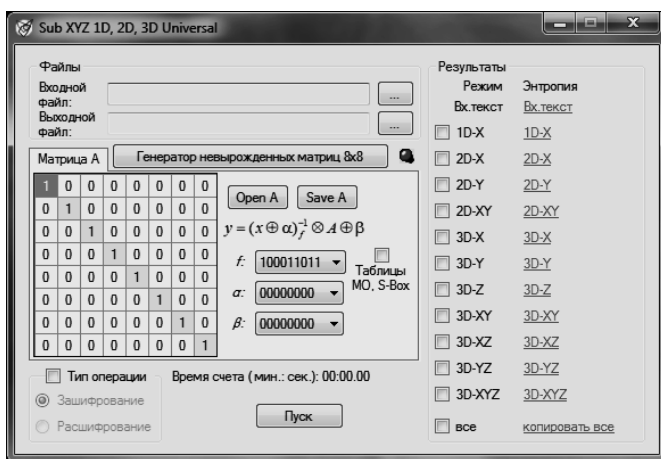 Sub XYZ 1D, 2D, 3D Universal
Файлы
Входной файл:
...
Выходной файл:
...
Матрица A
Генератор невырожденных матриц 8x8
1 0 0 0 0 0 0 0
0 1 0 0 0 0 0 0
0 0 1 0 0 0 0 0
0 0 0 1 0 0 0 0
0 0 0 0 1 0 0 0
0 0 0 0 0 1 0 0
0 0 0 0 0 0 1 0
0 0 0 0 0 0 0 1
Open A Save A
y = (x ⊕ α)_f^{-1} ⊗ A ⊕ β
f: 100011011
α: 00000000
β: 00000000
Таблицы
MO, S-Box
Тип операции
Зашифрование
Расшифрование
Время счета (мин.: сек.): 00:00.00
Пуск
Результаты
Режим Энтропия
Вх.текст Вх.текст
1D-X 1D-X
2D-X 2D-X
2D-Y 2D-Y
2D-XY 2D-XY
3D-X 3D-X
3D-Y 3D-Y
3D-Z 3D-Z
3D-XY 3D-XY
3D-XZ 3D-XZ
3D-YZ 3D-YZ
3D-XYZ 3D-XYZ
все копировать все